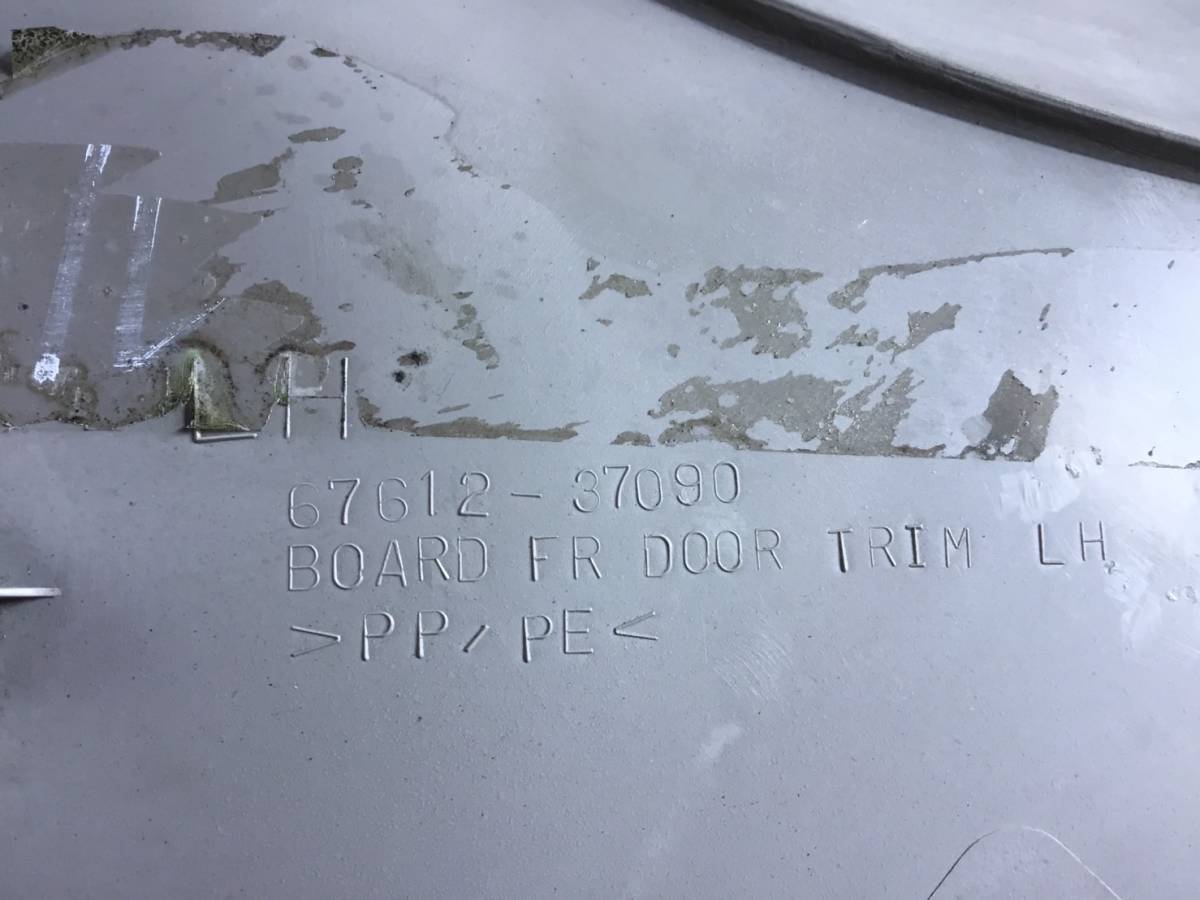 LH
67612-37090
BOARD FR DOOR TRIM LH
>PP/PE<